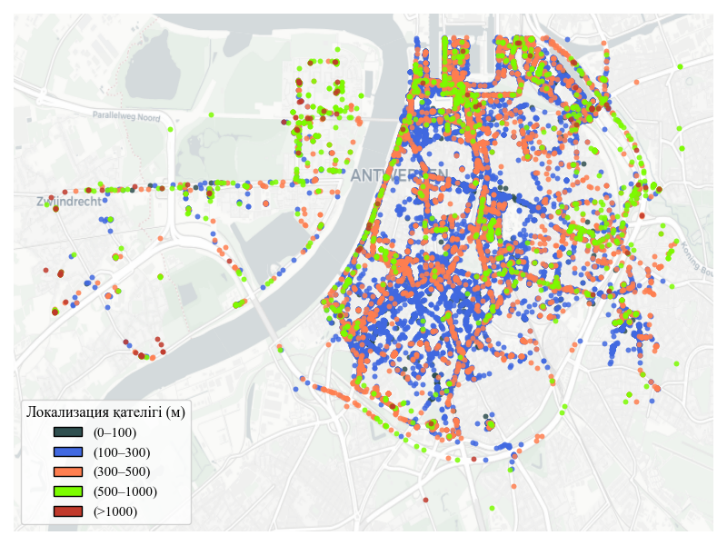 Parallelweg Noord
ANTWERPEN
Zwijndrecht
Локализация қателігі (м)
(0–100)
(100–300)
(300–500)
(500–1000)
(>1000)